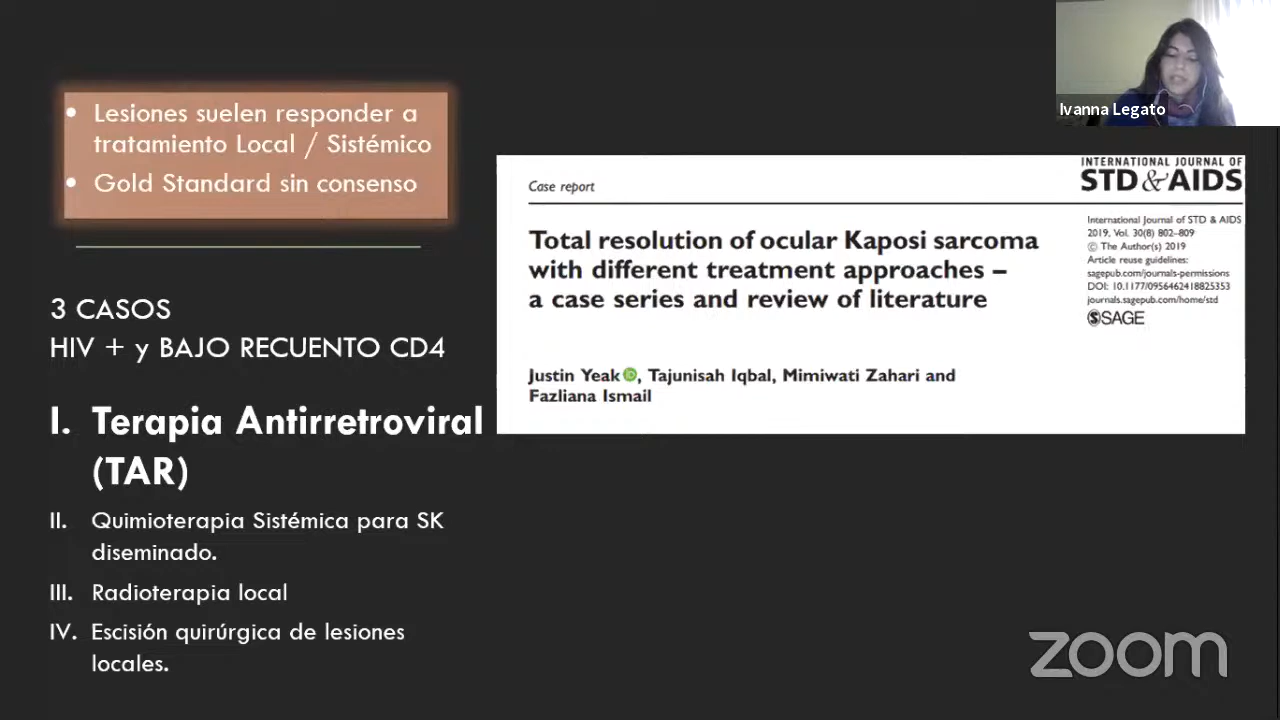 • Lesiones suelen responder a
tratamiento Local / Sistémico
• Gold Standard sin consenso
3 CASOS
HIV + y BAJO RECUENTO CD4
I. Terapia Antirretroviral
(TAR)
II. Quimioterapia Sistémica para SK
diseminado.
III. Radioterapia local
IV. Escisión quirúrgica de lesiones
locales.
Ivanna Legato
Case report
INTERNATIONAL JOURNAL OF
STD & AIDS
Total resolution of ocular Kaposi sarcoma
with different treatment approaches –
a case series and review of literature
International Journal of STD & AIDS
2019, Vol. 30(8) 802–809
© The Author(s) 2019
Article reuse guidelines:
sagepub.com/journals-permissions
DOI: 10.1177/0956462418825353
journals.sagepub.com/home/std
SAGE
Justin Yeak, Tajunisah Iqbal, Mimiwati Zahari and
Fazliana Ismail
zoom